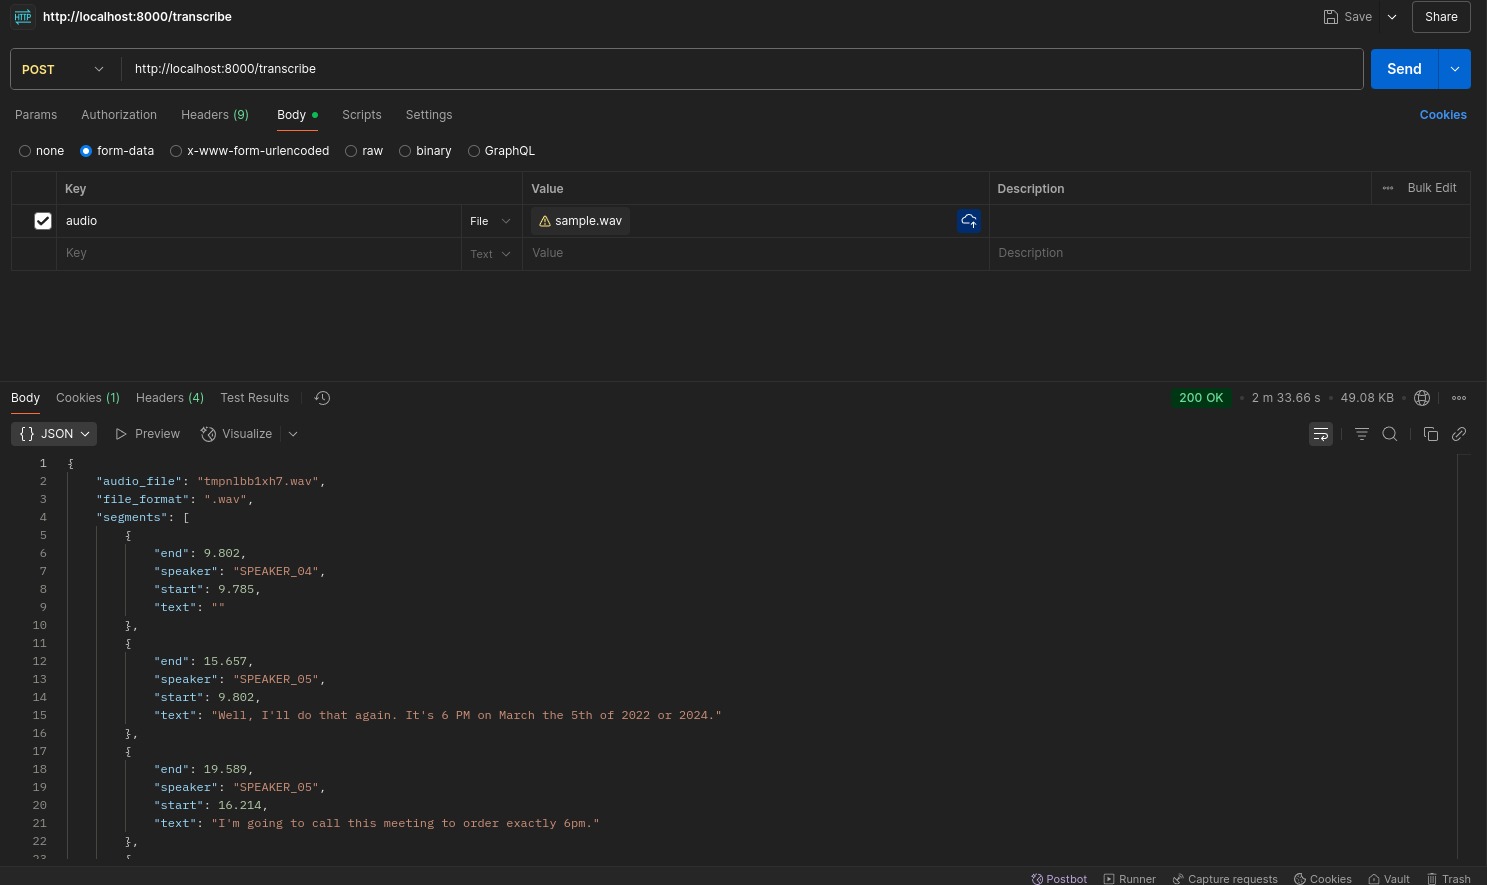 HTTP http://localhost:8000/transcribe Save Share
POST http://localhost:8000/transcribe Send
Params Authorization Headers (9) Body Scripts Settings Cookies
none form-data x-www-form-urlencoded raw binary GraphQL
Key Value Description ••• Bulk Edit
audio File sample.wav
Key Text Value Description
Body Cookies (1) Headers (4) Test Results 200 OK • 2 m 33.66 s • 49.08 KB •
{} JSON Preview Visualize
1 {
2 "audio_file": "tmpnlbb1xh7.wav",
3 "file_format": ".wav",
4 "segments": [
5 {
6 "end": 9.802,
7 "speaker": "SPEAKER_04",
8 "start": 9.785,
9 "text": ""
10 },
11 {
12 "end": 15.657,
13 "speaker": "SPEAKER_05",
14 "start": 9.802,
15 "text": "Well, I'll do that again. It's 6 PM on March the 5th of 2022 or 2024."
16 },
17 {
18 "end": 19.589,
19 "speaker": "SPEAKER_05",
20 "start": 16.214,
21 "text": "I'm going to call this meeting to order exactly 6pm."
22 },
23 {
Postbot Runner Capture requests Cookies Vault Trash